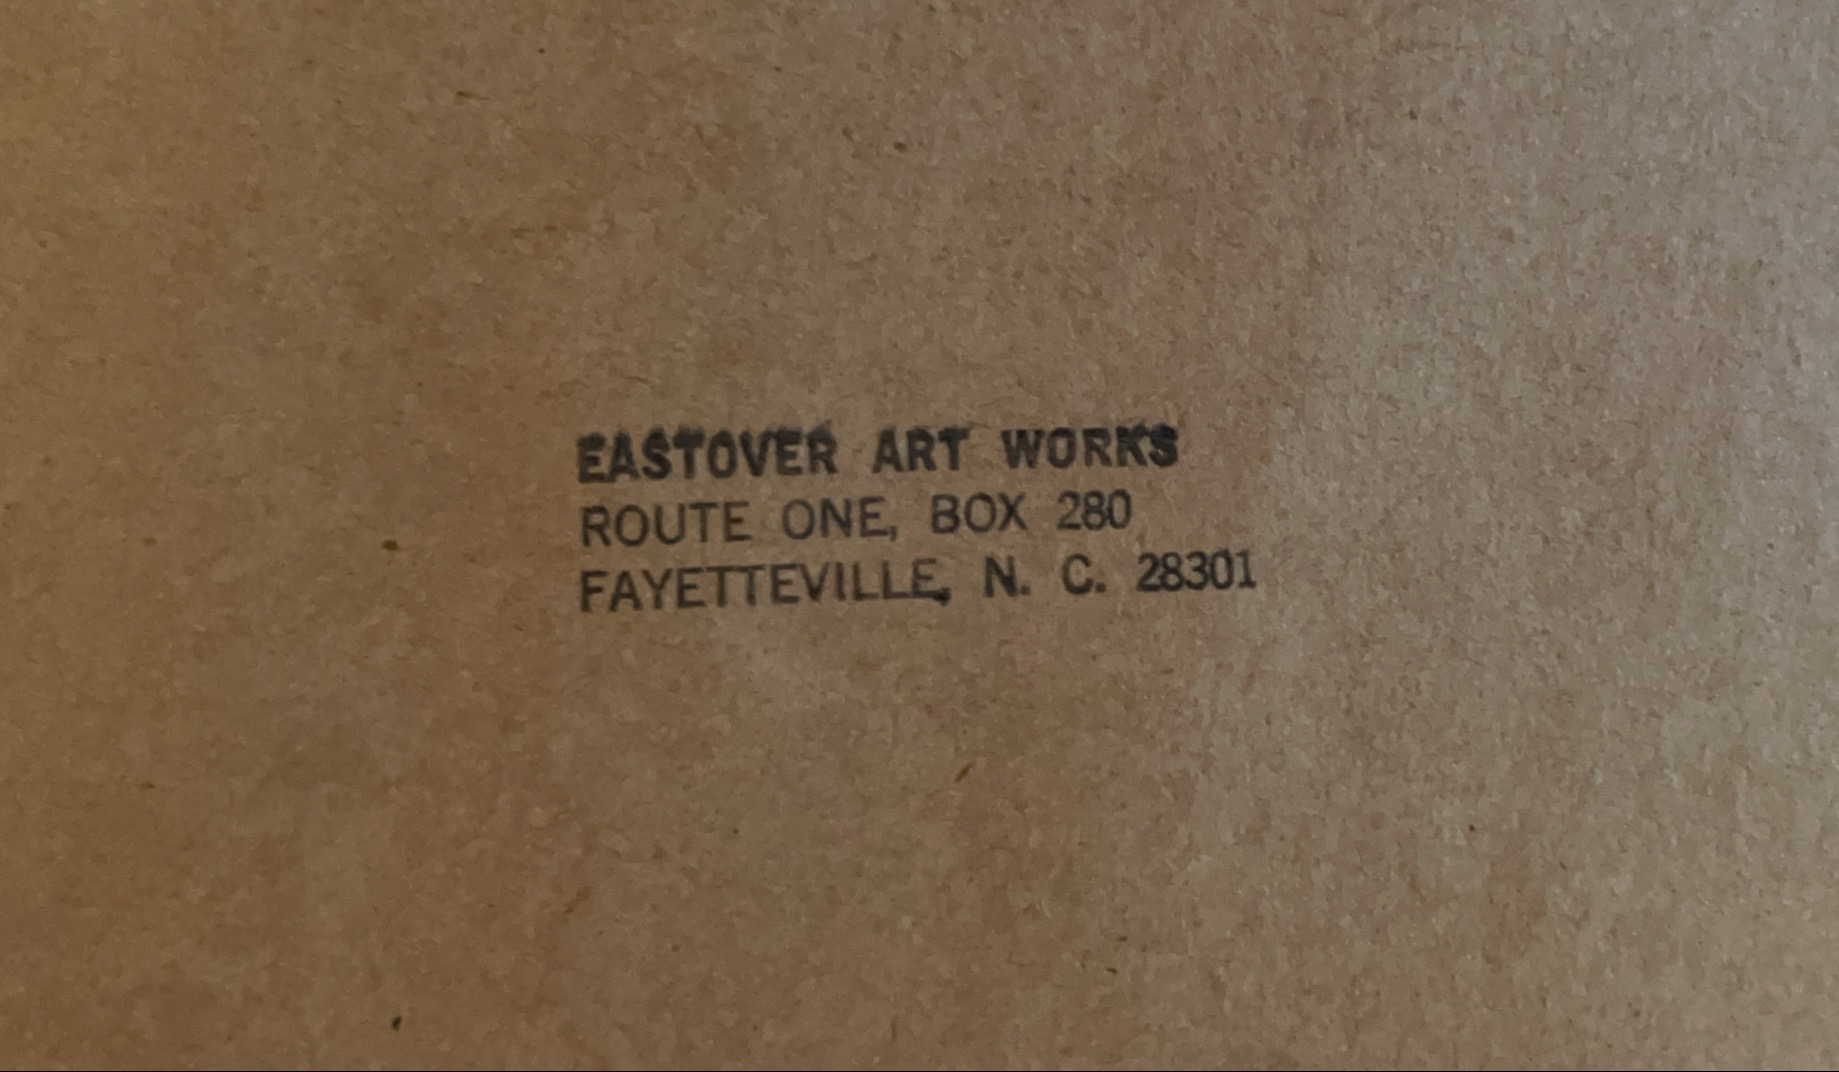 EASTOVER ART WORKS
ROUTE ONE, BOX 280
FAYETTEVILLE, N. C. 28301